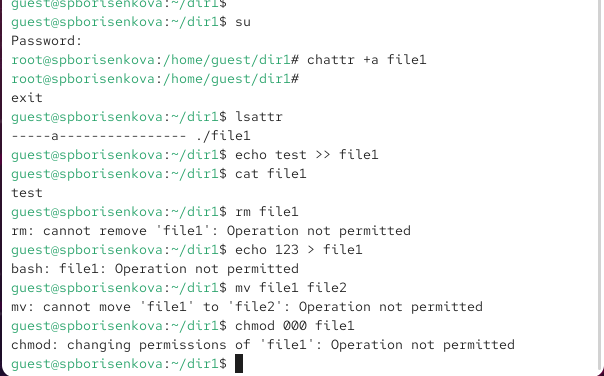 guest@spborisenkova:~/dir1$
guest@spborisenkova:~/dir1$ su
Password:
root@spborisenkova:/home/guest/dir1# chattr +a file1
root@spborisenkova:/home/guest/dir1#
exit
guest@spborisenkova:~/dir1$ lsattr
-----a---------------- ./file1
guest@spborisenkova:~/dir1$ echo test >> file1
guest@spborisenkova:~/dir1$ cat file1
test
guest@spborisenkova:~/dir1$ rm file1
rm: cannot remove 'file1': Operation not permitted
guest@spborisenkova:~/dir1$ echo 123 > file1
bash: file1: Operation not permitted
guest@spborisenkova:~/dir1$ mv file1 file2
mv: cannot move 'file1' to 'file2': Operation not permitted
guest@spborisenkova:~/dir1$ chmod 000 file1
chmod: changing permissions of 'file1': Operation not permitted
guest@spborisenkova:~/dir1$